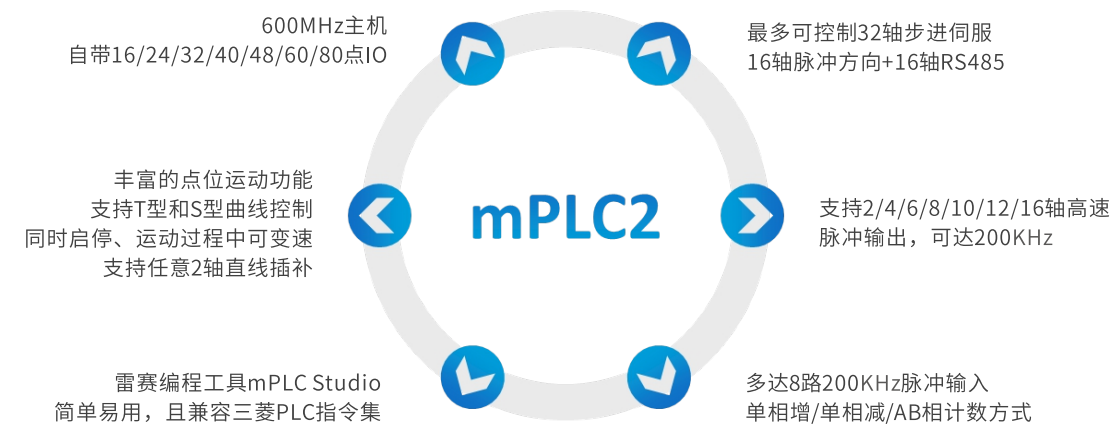 600MHz主机
自带16/24/32/40/48/60/80点IO
最多可控制32轴步进伺服
16轴脉冲方向+16轴RS485
丰富的点位运动功能
支持T型和S型曲线控制
同时启停、运动过程中可变速
支持任意2轴直线插补
mPLC2
支持2/4/6/8/10/12/16轴高速
脉冲输出，可达200KHz
雷赛编程工具mPLC Studio
简单易用，且兼容三菱PLC指令集
多达8路200KHz脉冲输入
单相增/单相减/AB相计数方式